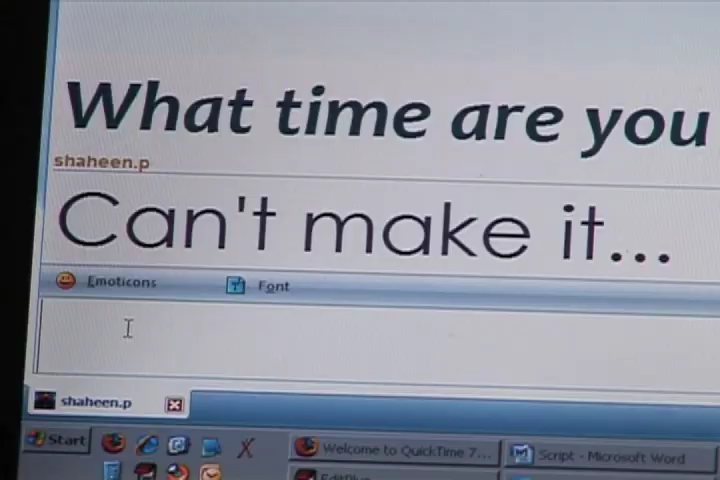 What time are you
shaheen.p
Can't make it...
Emoticons
Font
shaheen.p
Start
Welcome to QuickTime 7...
Script - Microsoft Word
EditPlus